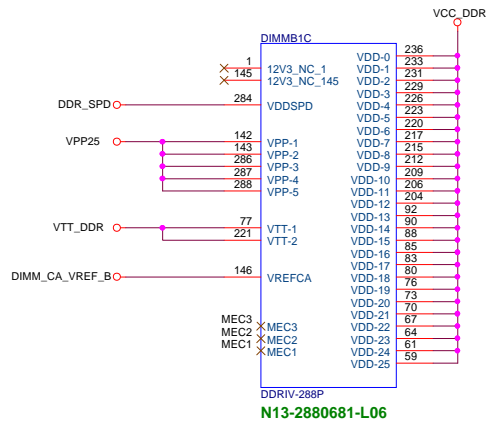 VCC_DDR
DIMMB1C
1 12V3_NC_1
145 12V3_NC_145
DDR_SPD 284 VDDSPD
VPP25 142 VPP-1
143 VPP-2
286 VPP-3
287 VPP-4
288 VPP-5
VTT_DDR 77 VTT-1
221 VTT-2
DIMM_CA_VREF_B 146 VREFCA
MEC3 MEC3
MEC2 MEC2
MEC1 MEC1
VDD-0 236
VDD-1 233
VDD-2 231
VDD-3 229
VDD-4 226
VDD-5 223
VDD-6 220
VDD-7 217
VDD-8 215
VDD-9 212
VDD-10 209
VDD-11 206
VDD-12 204
VDD-13 92
VDD-14 90
VDD-15 88
VDD-16 85
VDD-17 83
VDD-18 80
VDD-19 76
VDD-20 73
VDD-21 70
VDD-22 67
VDD-23 64
VDD-24 61
VDD-25 59
DDRIV-288P
N13-2880681-L06